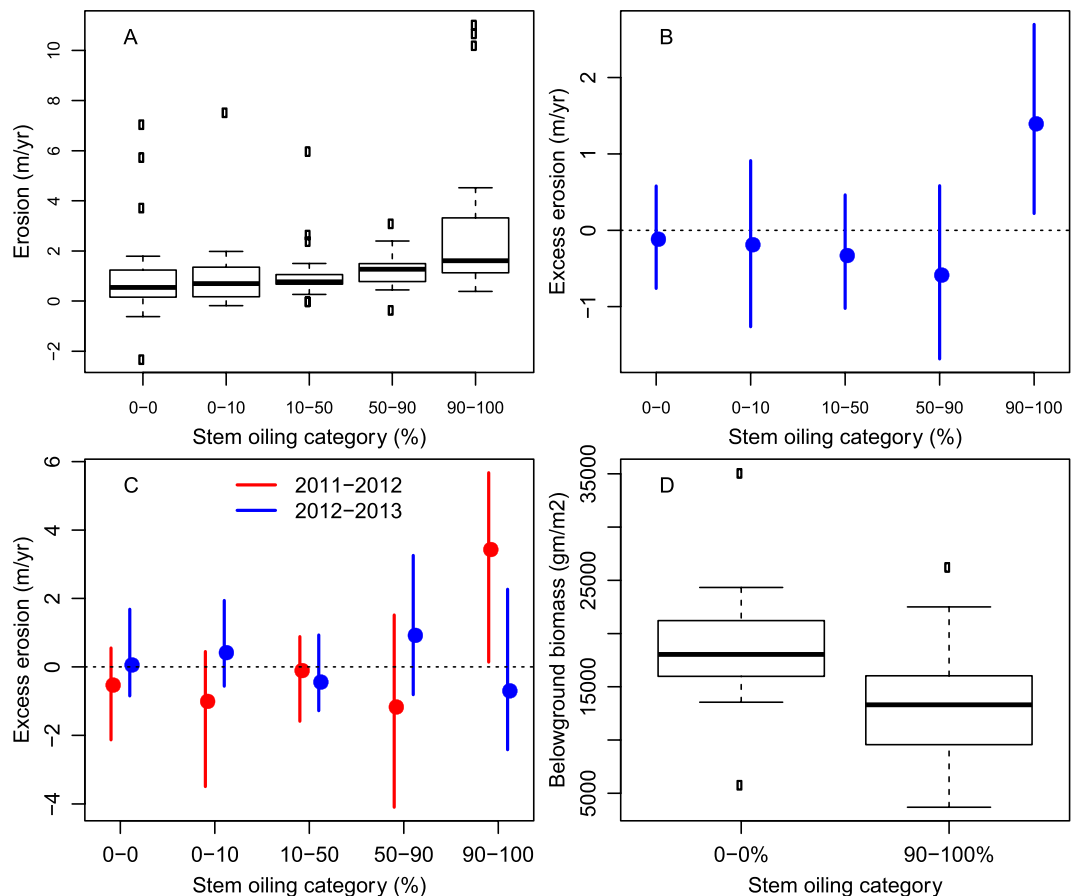 A
Erosion (m/yr)
10
8
6
4
2
0
−2
0−0 0−10 10−50 50−90 90−100
Stem oiling category (%)
B
Excess erosion (m/yr)
2
1
0
−1
0−0 0−10 10−50 50−90 90−100
Stem oiling category (%)
C
2011−2012
2012−2013
Excess erosion (m/yr)
6
4
2
0
−2
−4
0−0 0−10 10−50 50−90 90−100
Stem oiling category (%)
D
Belowground biomass (gm/m2)
35000
25000
15000
5000
0−0% 90−100%
Stem oiling category